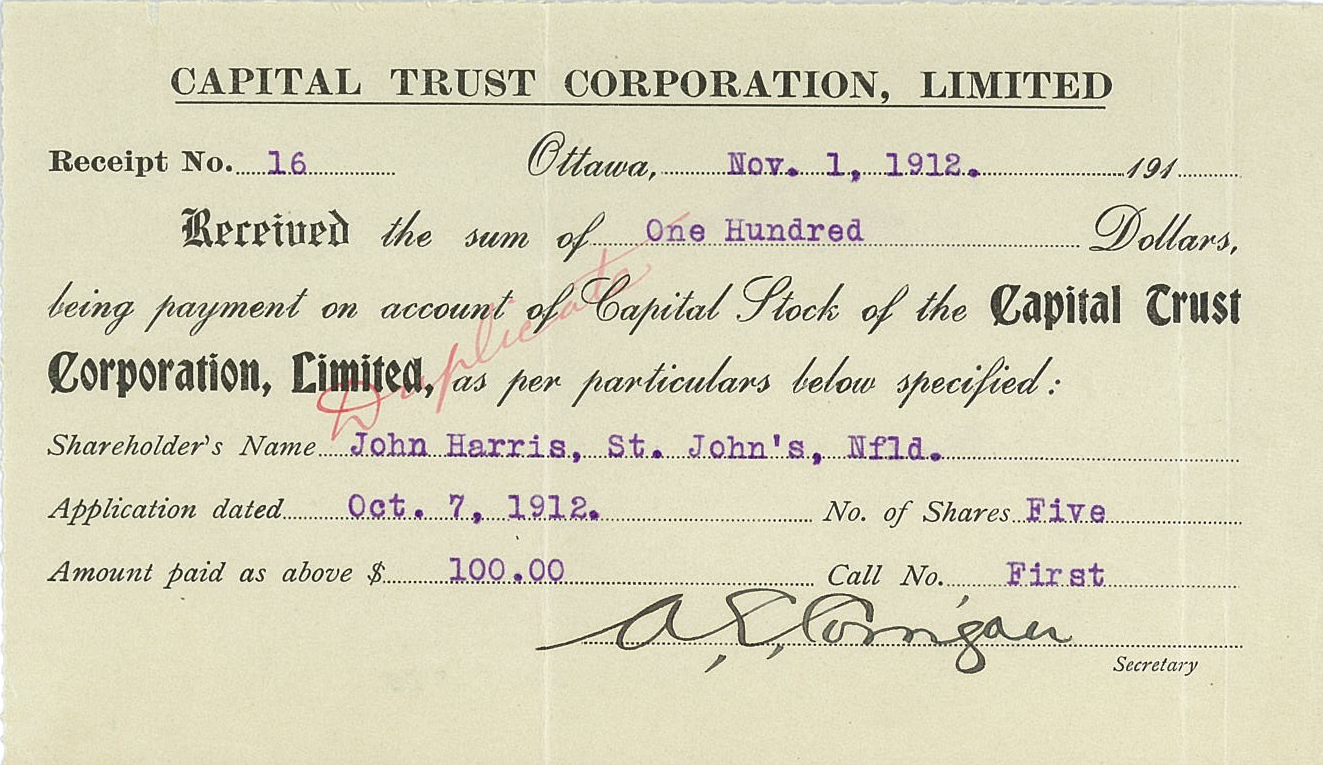 CAPITAL TRUST CORPORATION, LIMITED
Receipt No. 16 Ottawa, Nov. 1, 1912. 191
Received the sum of One Hundred Dollars,
being payment on account of Capital Stock of the Capital Trust
Corporation, Limited, as per particulars below specified:
Duplicate
Shareholder's Name John Harris, St. John's, Nfld.
Application dated Oct. 7, 1912. No. of Shares Five
Amount paid as above $ 100.00 Call No. First
A. E. Corrigan
Secretary